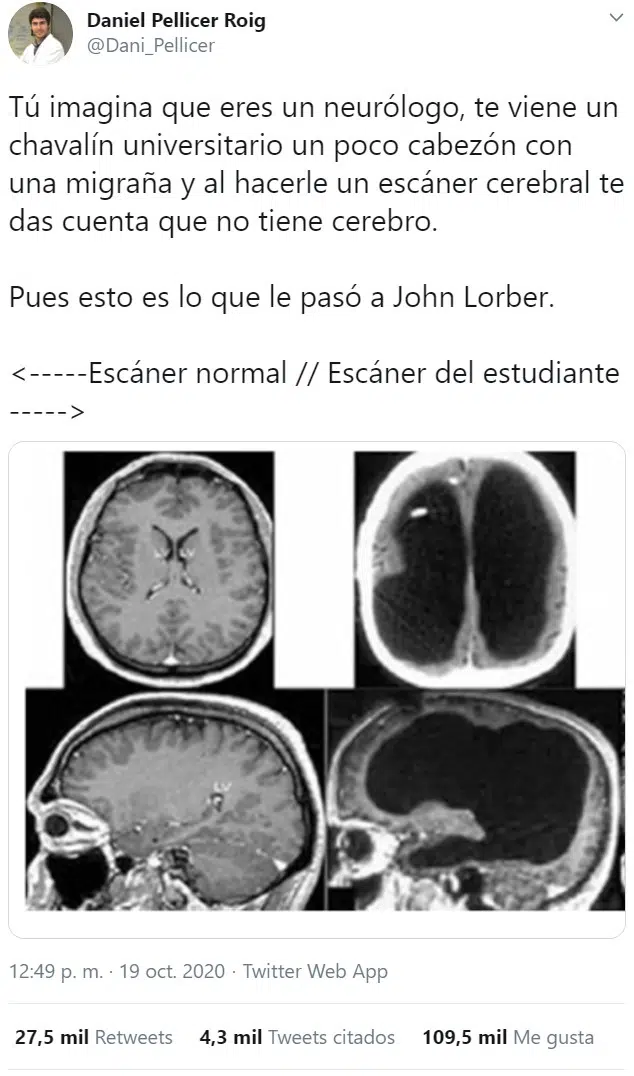 Daniel Pellicer Roig
@Dani_Pellicer
Tú imagina que eres un neurólogo, te viene un
chavalín universitario un poco cabezón con
una migraña y al hacerle un escáner cerebral te
das cuenta que no tiene cerebro.
Pues esto es lo que le pasó a John Lorber.
<-----Escáner normal // Escáner del estudiante
----->
LV
12:49 p. m. · 19 oct. 2020 · Twitter Web App
27,5 mil Retweets 4,3 mil Tweets citados 109,5 mil Me gusta